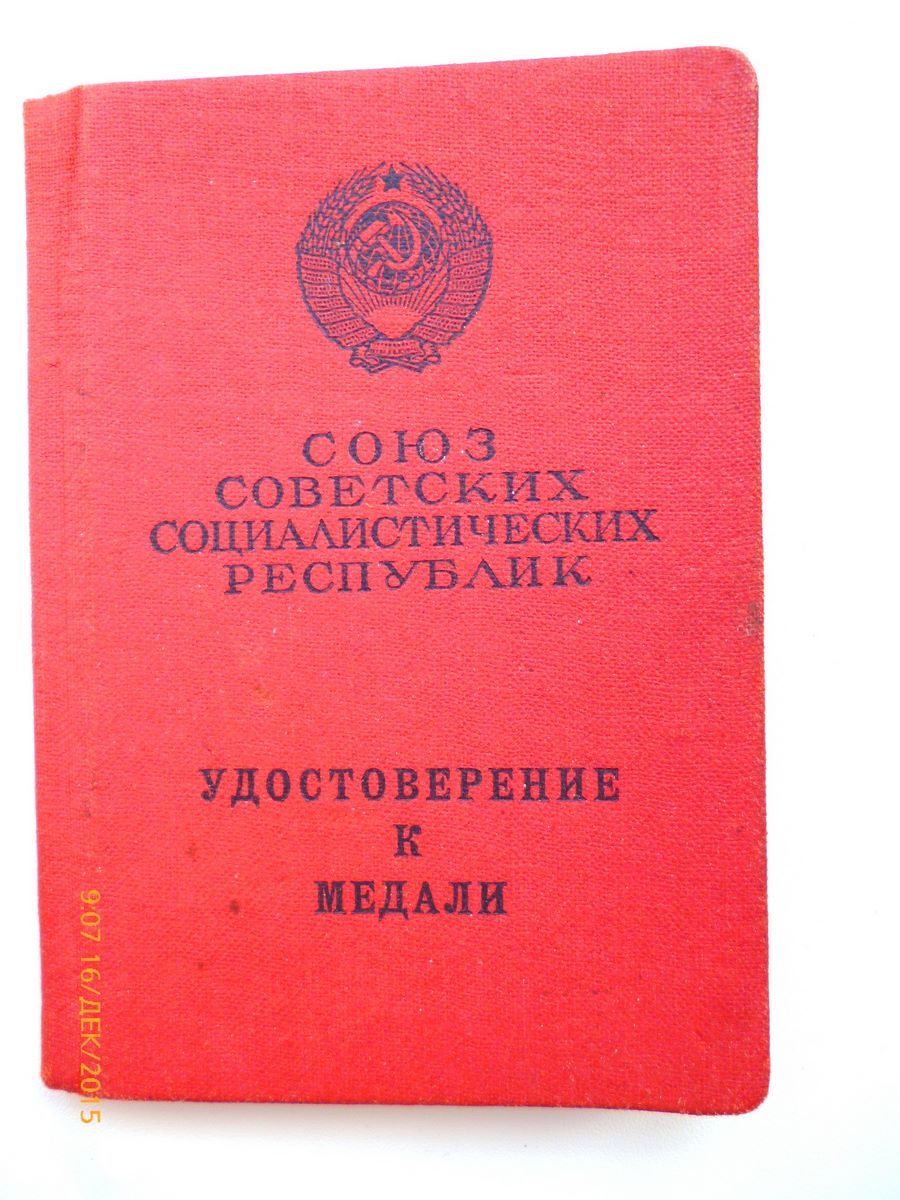 СОЮЗ
СОВЕТСКИХ
СОЦИАЛИСТИЧЕСКИХ
РЕСПУБЛИК
УДОСТОВЕРЕНИЕ
К
МЕДАЛИ
9:07 16/ДЕК/2015